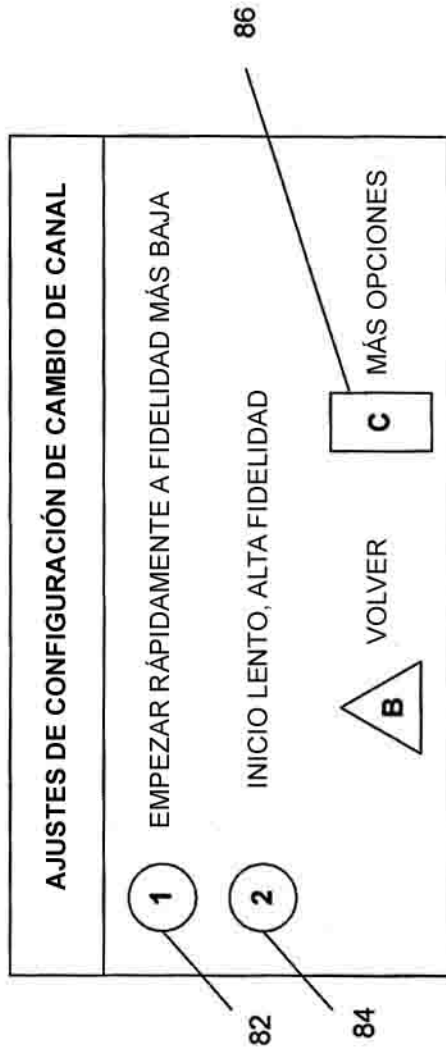 AJUSTES DE CONFIGURACIÓN DE CAMBIO DE CANAL
82 1 EMPEZAR RÁPIDAMENTE A FIDELIDAD MÁS BAJA
84 2 INICIO LENTO, ALTA FIDELIDAD
B VOLVER C MÁS OPCIONES
86